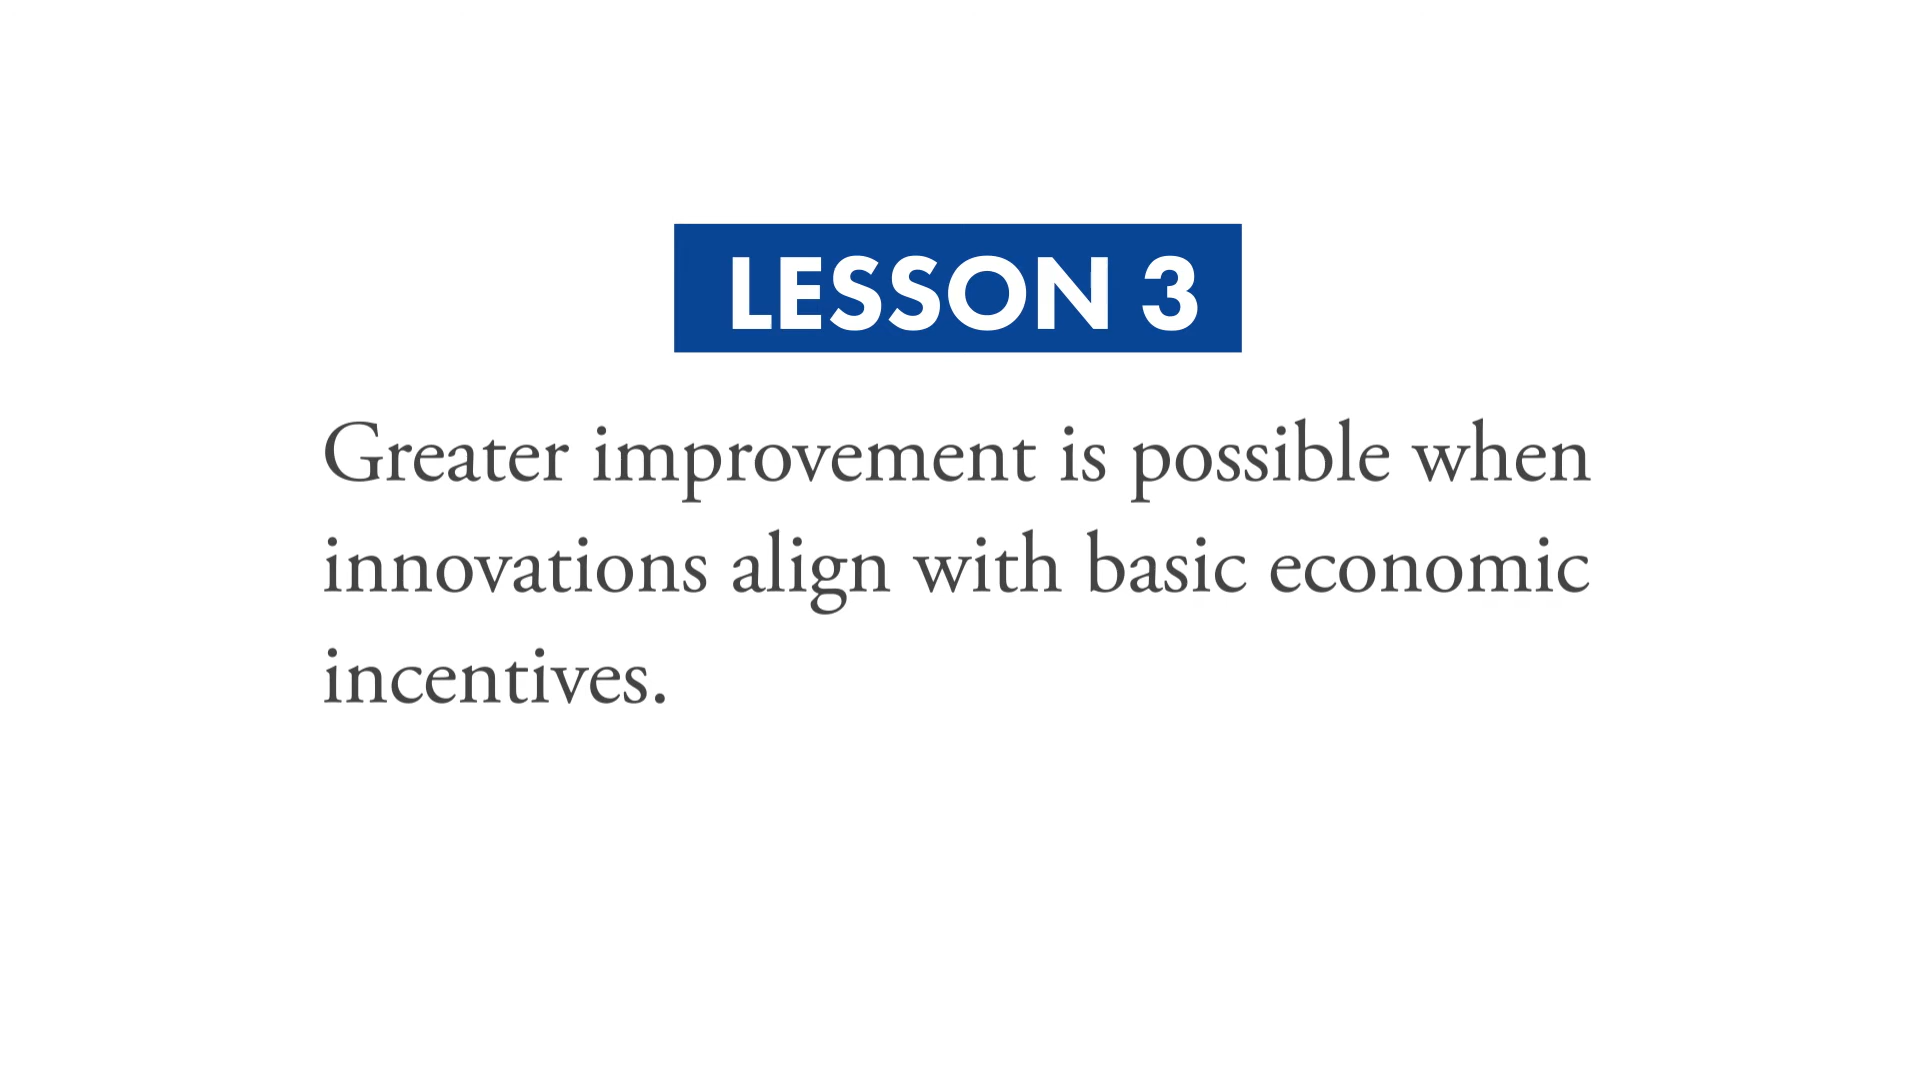 LESSON 3
Greater improvement is possible when
innovations align with basic economic
incentives.